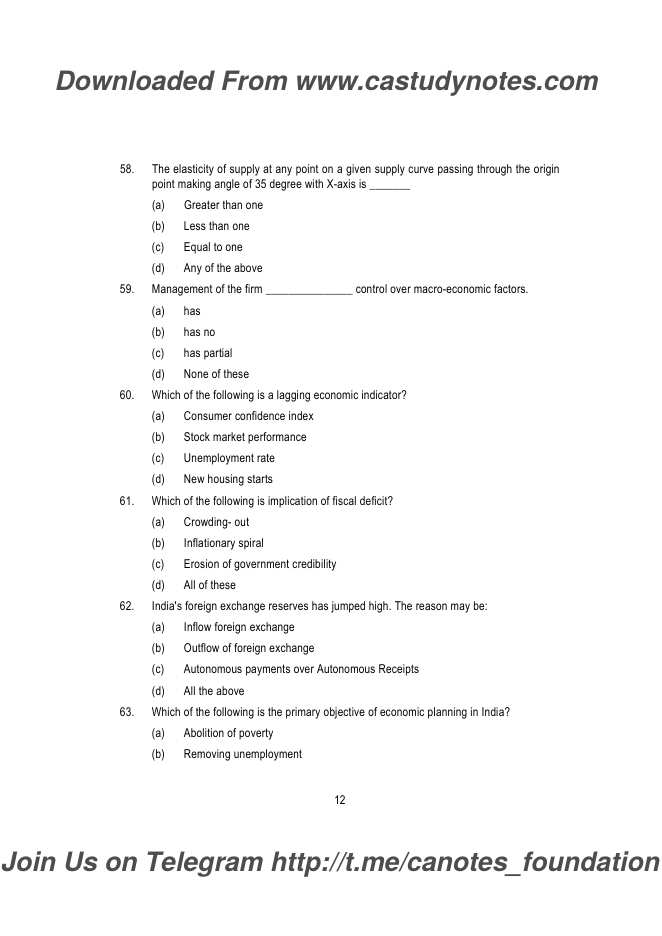 Downloaded From www.castudynotes.com
58. The elasticity of supply at any point on a given supply curve passing through the origin
point making angle of 35 degree with X-axis is _______
(a) Greater than one
(b) Less than one
(c) Equal to one
(d) Any of the above
59. Management of the firm _______________ control over macro-economic factors.
(a) has
(b) has no
(c) has partial
(d) None of these
60. Which of the following is a lagging economic indicator?
(a) Consumer confidence index
(b) Stock market performance
(c) Unemployment rate
(d) New housing starts
61. Which of the following is implication of fiscal deficit?
(a) Crowding- out
(b) Inflationary spiral
(c) Erosion of government credibility
(d) All of these
62. India's foreign exchange reserves has jumped high. The reason may be:
(a) Inflow foreign exchange
(b) Outflow of foreign exchange
(c) Autonomous payments over Autonomous Receipts
(d) All the above
63. Which of the following is the primary objective of economic planning in India?
(a) Abolition of poverty
(b) Removing unemployment
12
Join Us on Telegram http://t.me/canotes_foundation